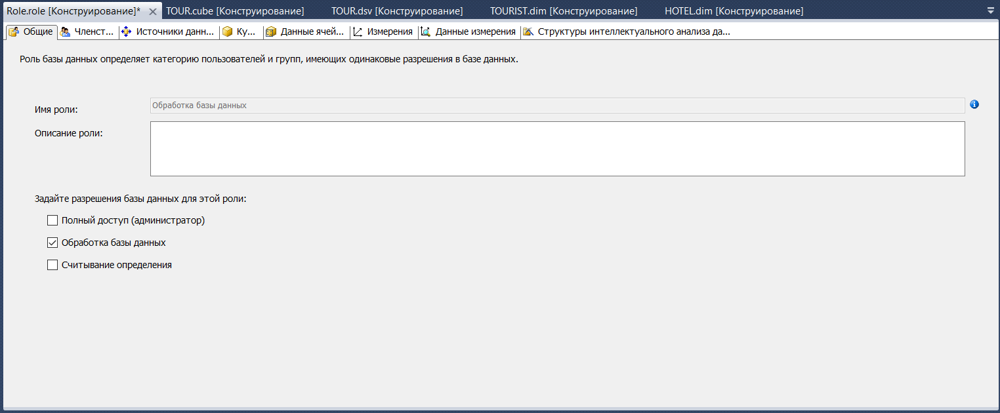 Role.role [Конструирование]* TOUR.cube [Конструирование] TOUR.dsv [Конструирование] TOURIST.dim [Конструирование] HOTEL.dim [Конструирование]
Общие Членст... Источники данн... Ку... Данные ячей... Измерения Данные измерения Структуры интеллектуального анализа да...
Роль базы данных определяет категорию пользователей и групп, имеющих одинаковые разрешения в базе данных.
Имя роли: Обработка базы данных
Описание роли:
Задайте разрешения базы данных для этой роли:
Полный доступ (администратор)
Обработка базы данных
Считывание определения